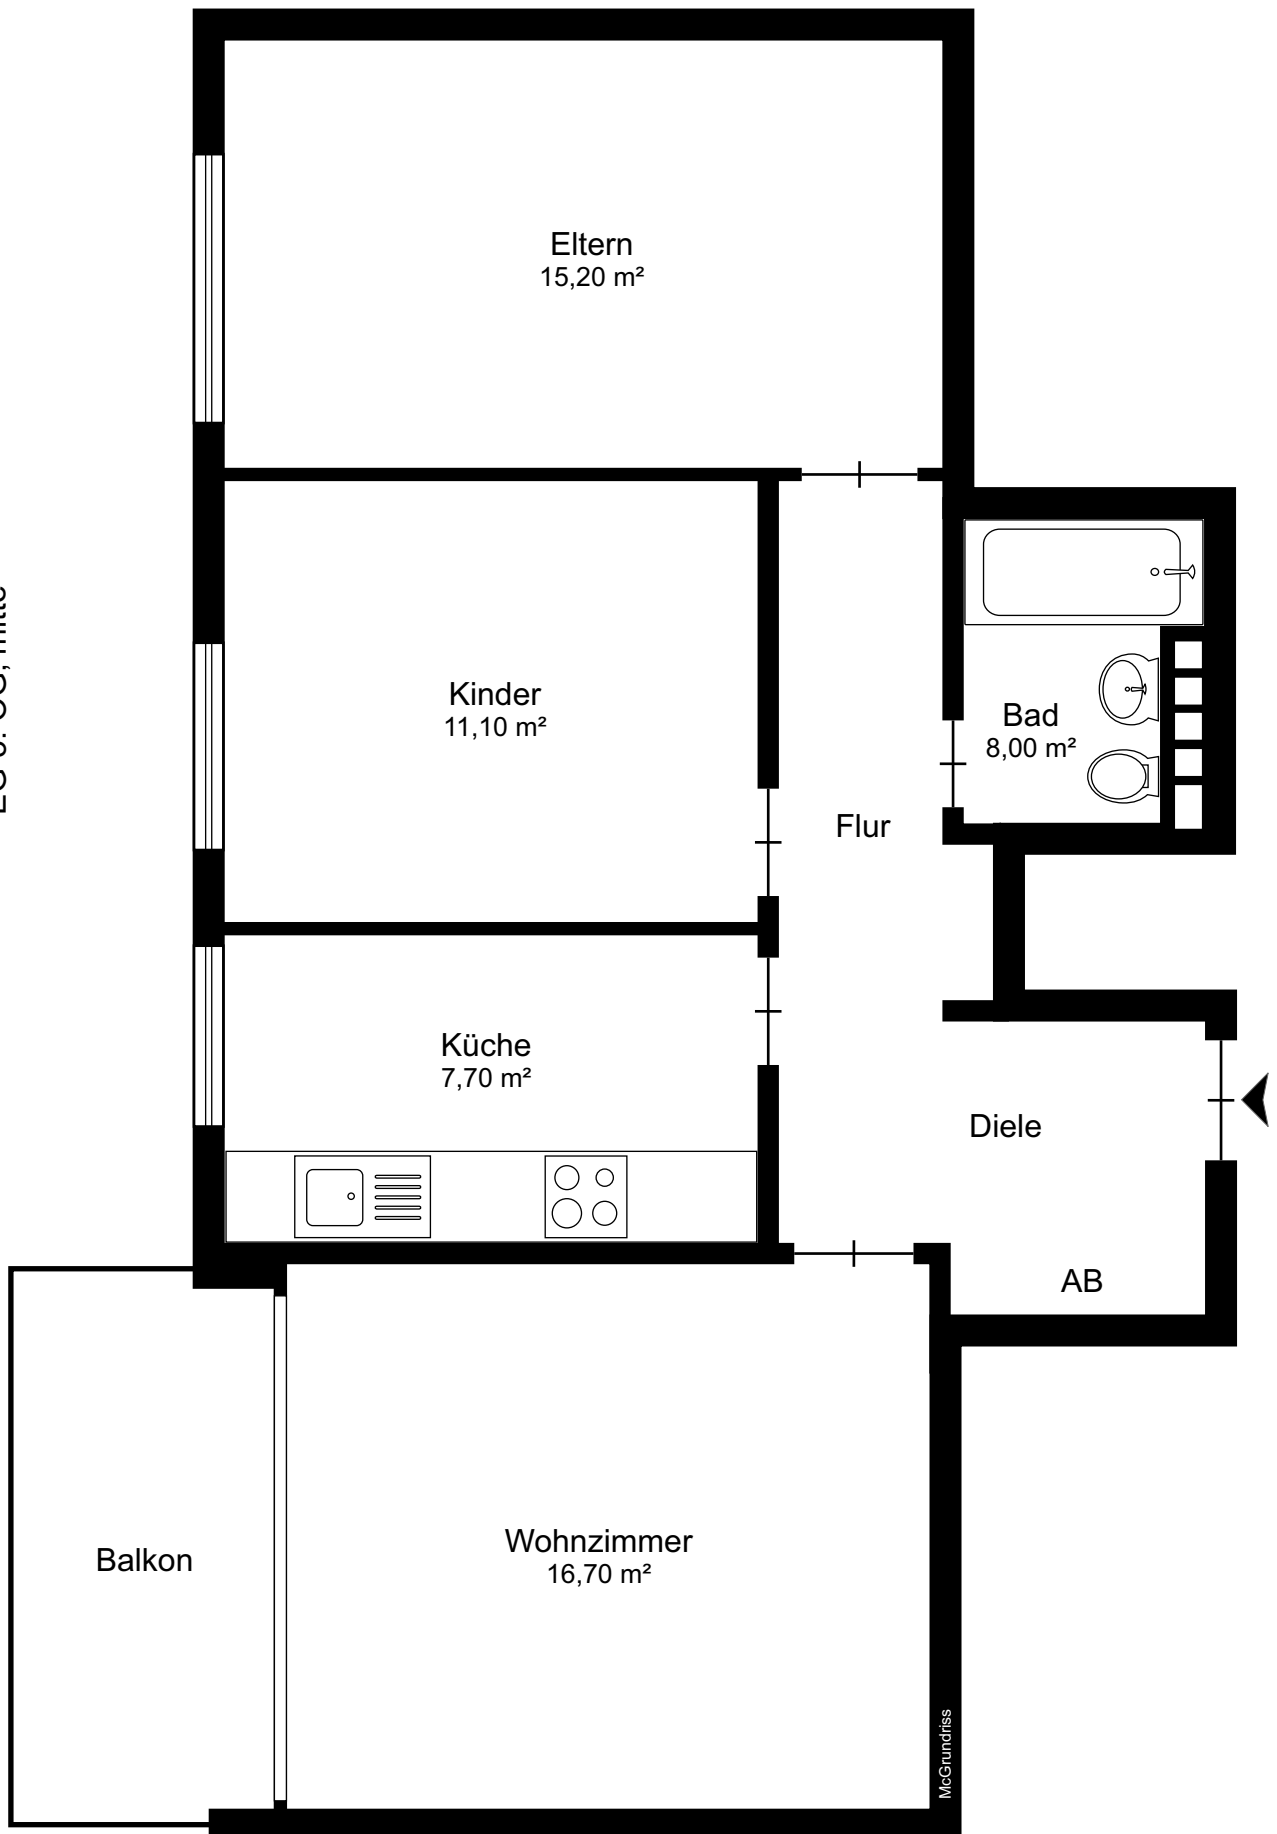 Eltern
15,20 m²
Kinder
11,10 m²
Bad
8,00 m²
Flur
Küche
7,70 m²
Diele
AB
Wohnzimmer
16,70 m²
Balkon
McGrundriss
mitte